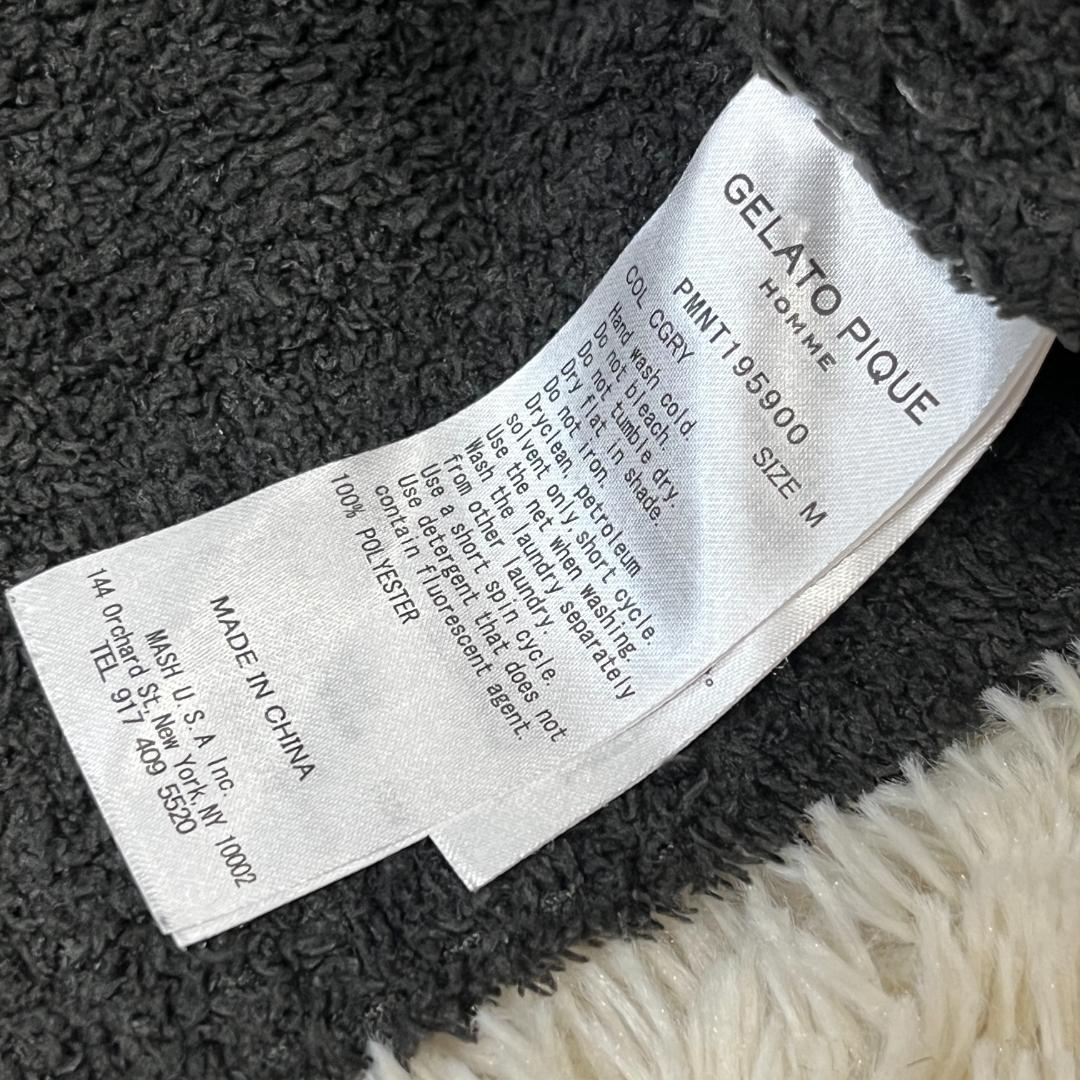 GELATO PIQUE
HOMME
PMNT195900 SIZE M
COL CGRY
Hand wash cold.
Do not bleach.
Do not tumble dry.
Dry flat in shade.
Do not iron.
Dryclean, petroleum
solvent only, short cycle.
Use the net when washing.
Wash the laundry separately
from other laundry.
Use a short spin cycle.
Use detergent that does not
contain fluorescent agent.
100% POLYESTER
MADE IN CHINA
MASH U.S.A Inc.
144 Orchard St, New York, NY 10002
TEL 917 409 5520